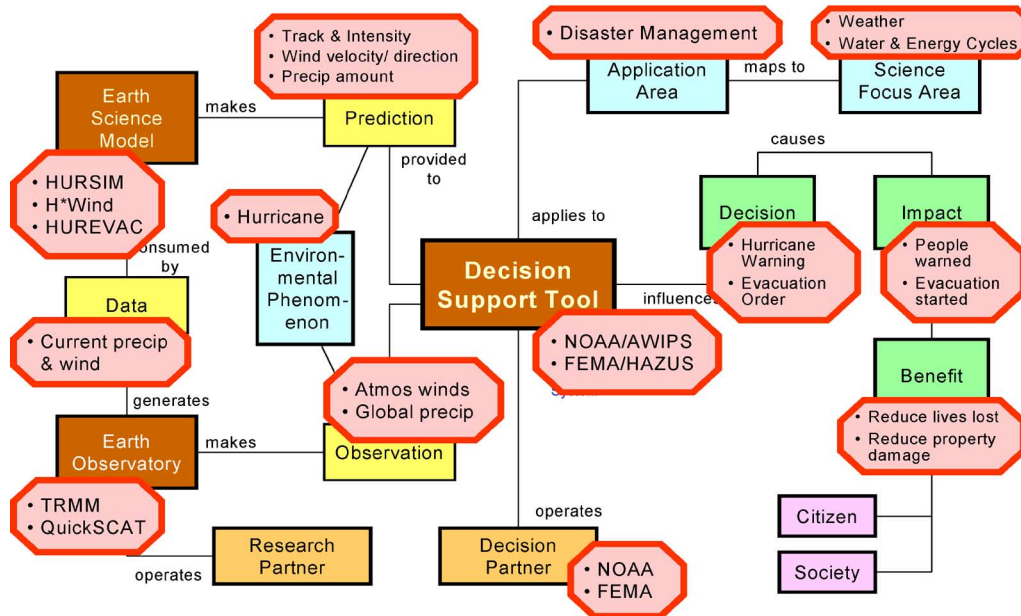 • Track & Intensity
• Wind velocity/ direction
• Precip amount
• Disaster Management
• Weather
• Water & Energy Cycles
Earth
Science
Model
makes
Prediction
Application
Area
maps to
Science
Focus Area
provided
to
causes
• HURSIM
• H*Wind
• HUREVAC
• Hurricane
applies to
Decision
Impact
consumed
by
Environ-
mental
Phenom-
enon
Decision
Support Tool
influences
• Hurricane
Warning
• Evacuation
Order
• People
warned
• Evacuation
started
Data
• Current precip
& wind
• NOAA/AWIPS
• FEMA/HAZUS
• Atmos winds
• Global precip
Benefit
generates
• Reduce lives lost
• Reduce property
damage
Earth
Observatory
makes
Observation
• TRMM
• QuickSCAT
Citizen
operates
Research
Partner
operates
Decision
Partner
• NOAA
• FEMA
Society